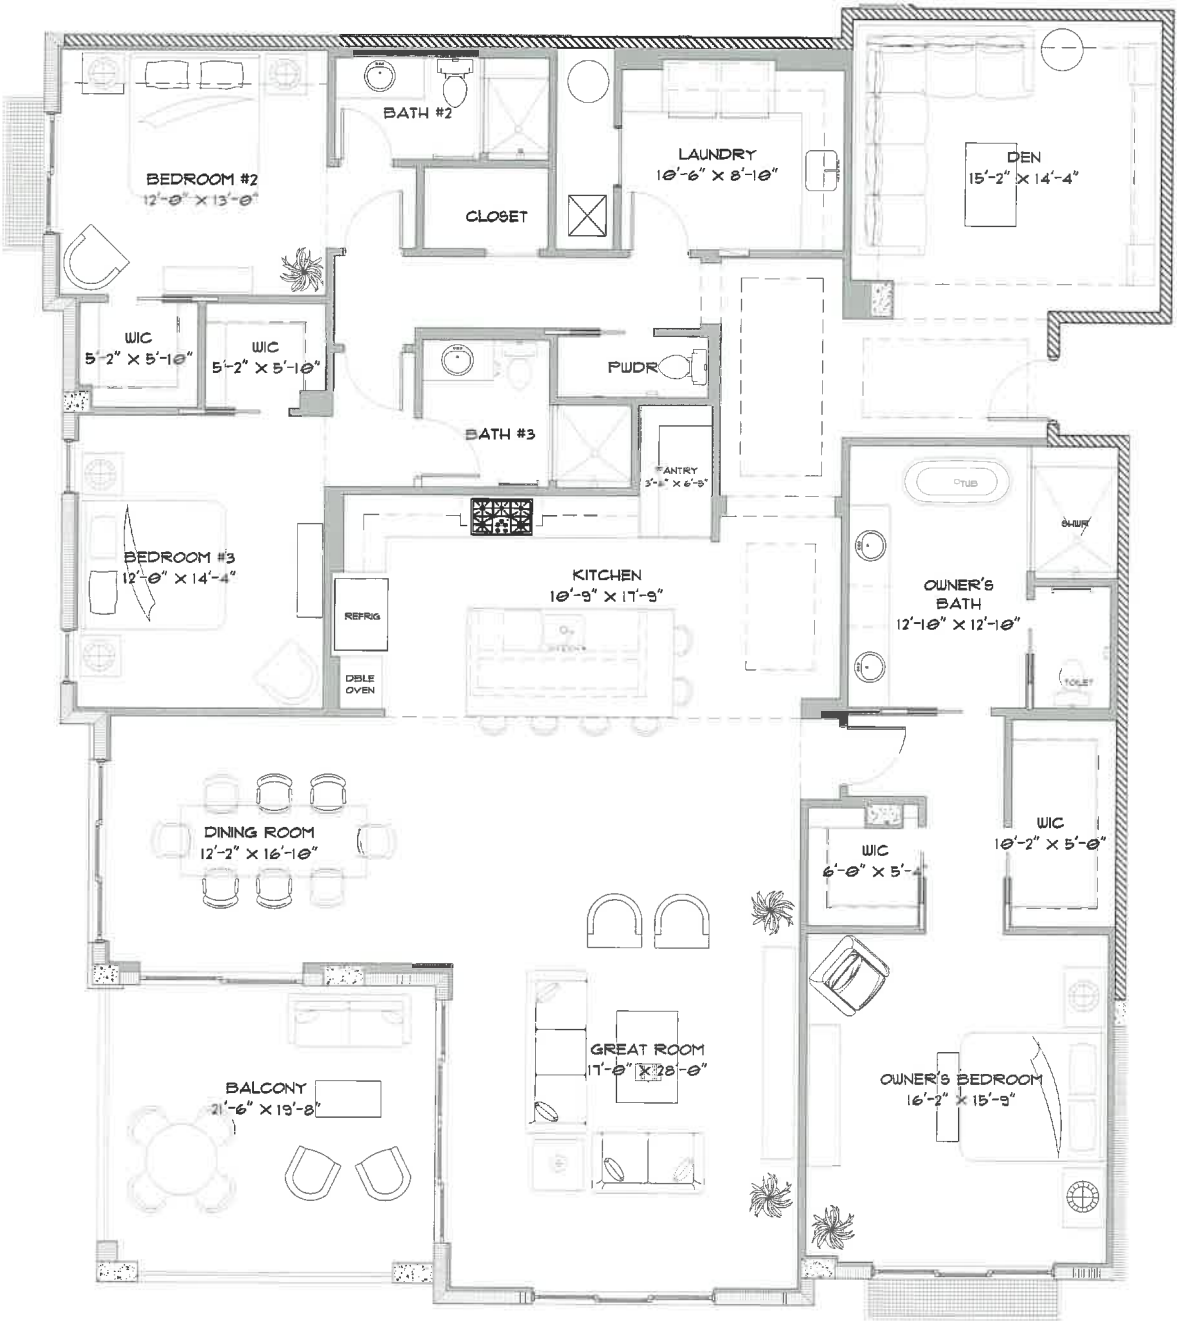 BATH #2
BEDROOM #2
12'-0" X 13'-0"
CLOSET
LAUNDRY
10'-6" X 8'-10"
DEN
15'-2" X 14'-4"
WIC
5'-2" X 5'-10"
WIC
5'-2" X 5'-10"
PWDR
BATH #3
BEDROOM #3
12'-0" X 14'-4"
KITCHEN
10'-9" X 17'-9"
REFRIG
DBLE
OVEN
TUB
SHWR
OWNER'S
BATH
12'-10" X 12'-10"
TOILET
DINING ROOM
12'-2" X 16'-10"
WIC
6'-0" X
WIC
10'-2" X 5'-0"
GREAT ROOM
17'-0" X 28'-0"
BALCONY
21'-6" X 19'-8"
OWNER'S BEDROOM
16'-2" X 15'-9"